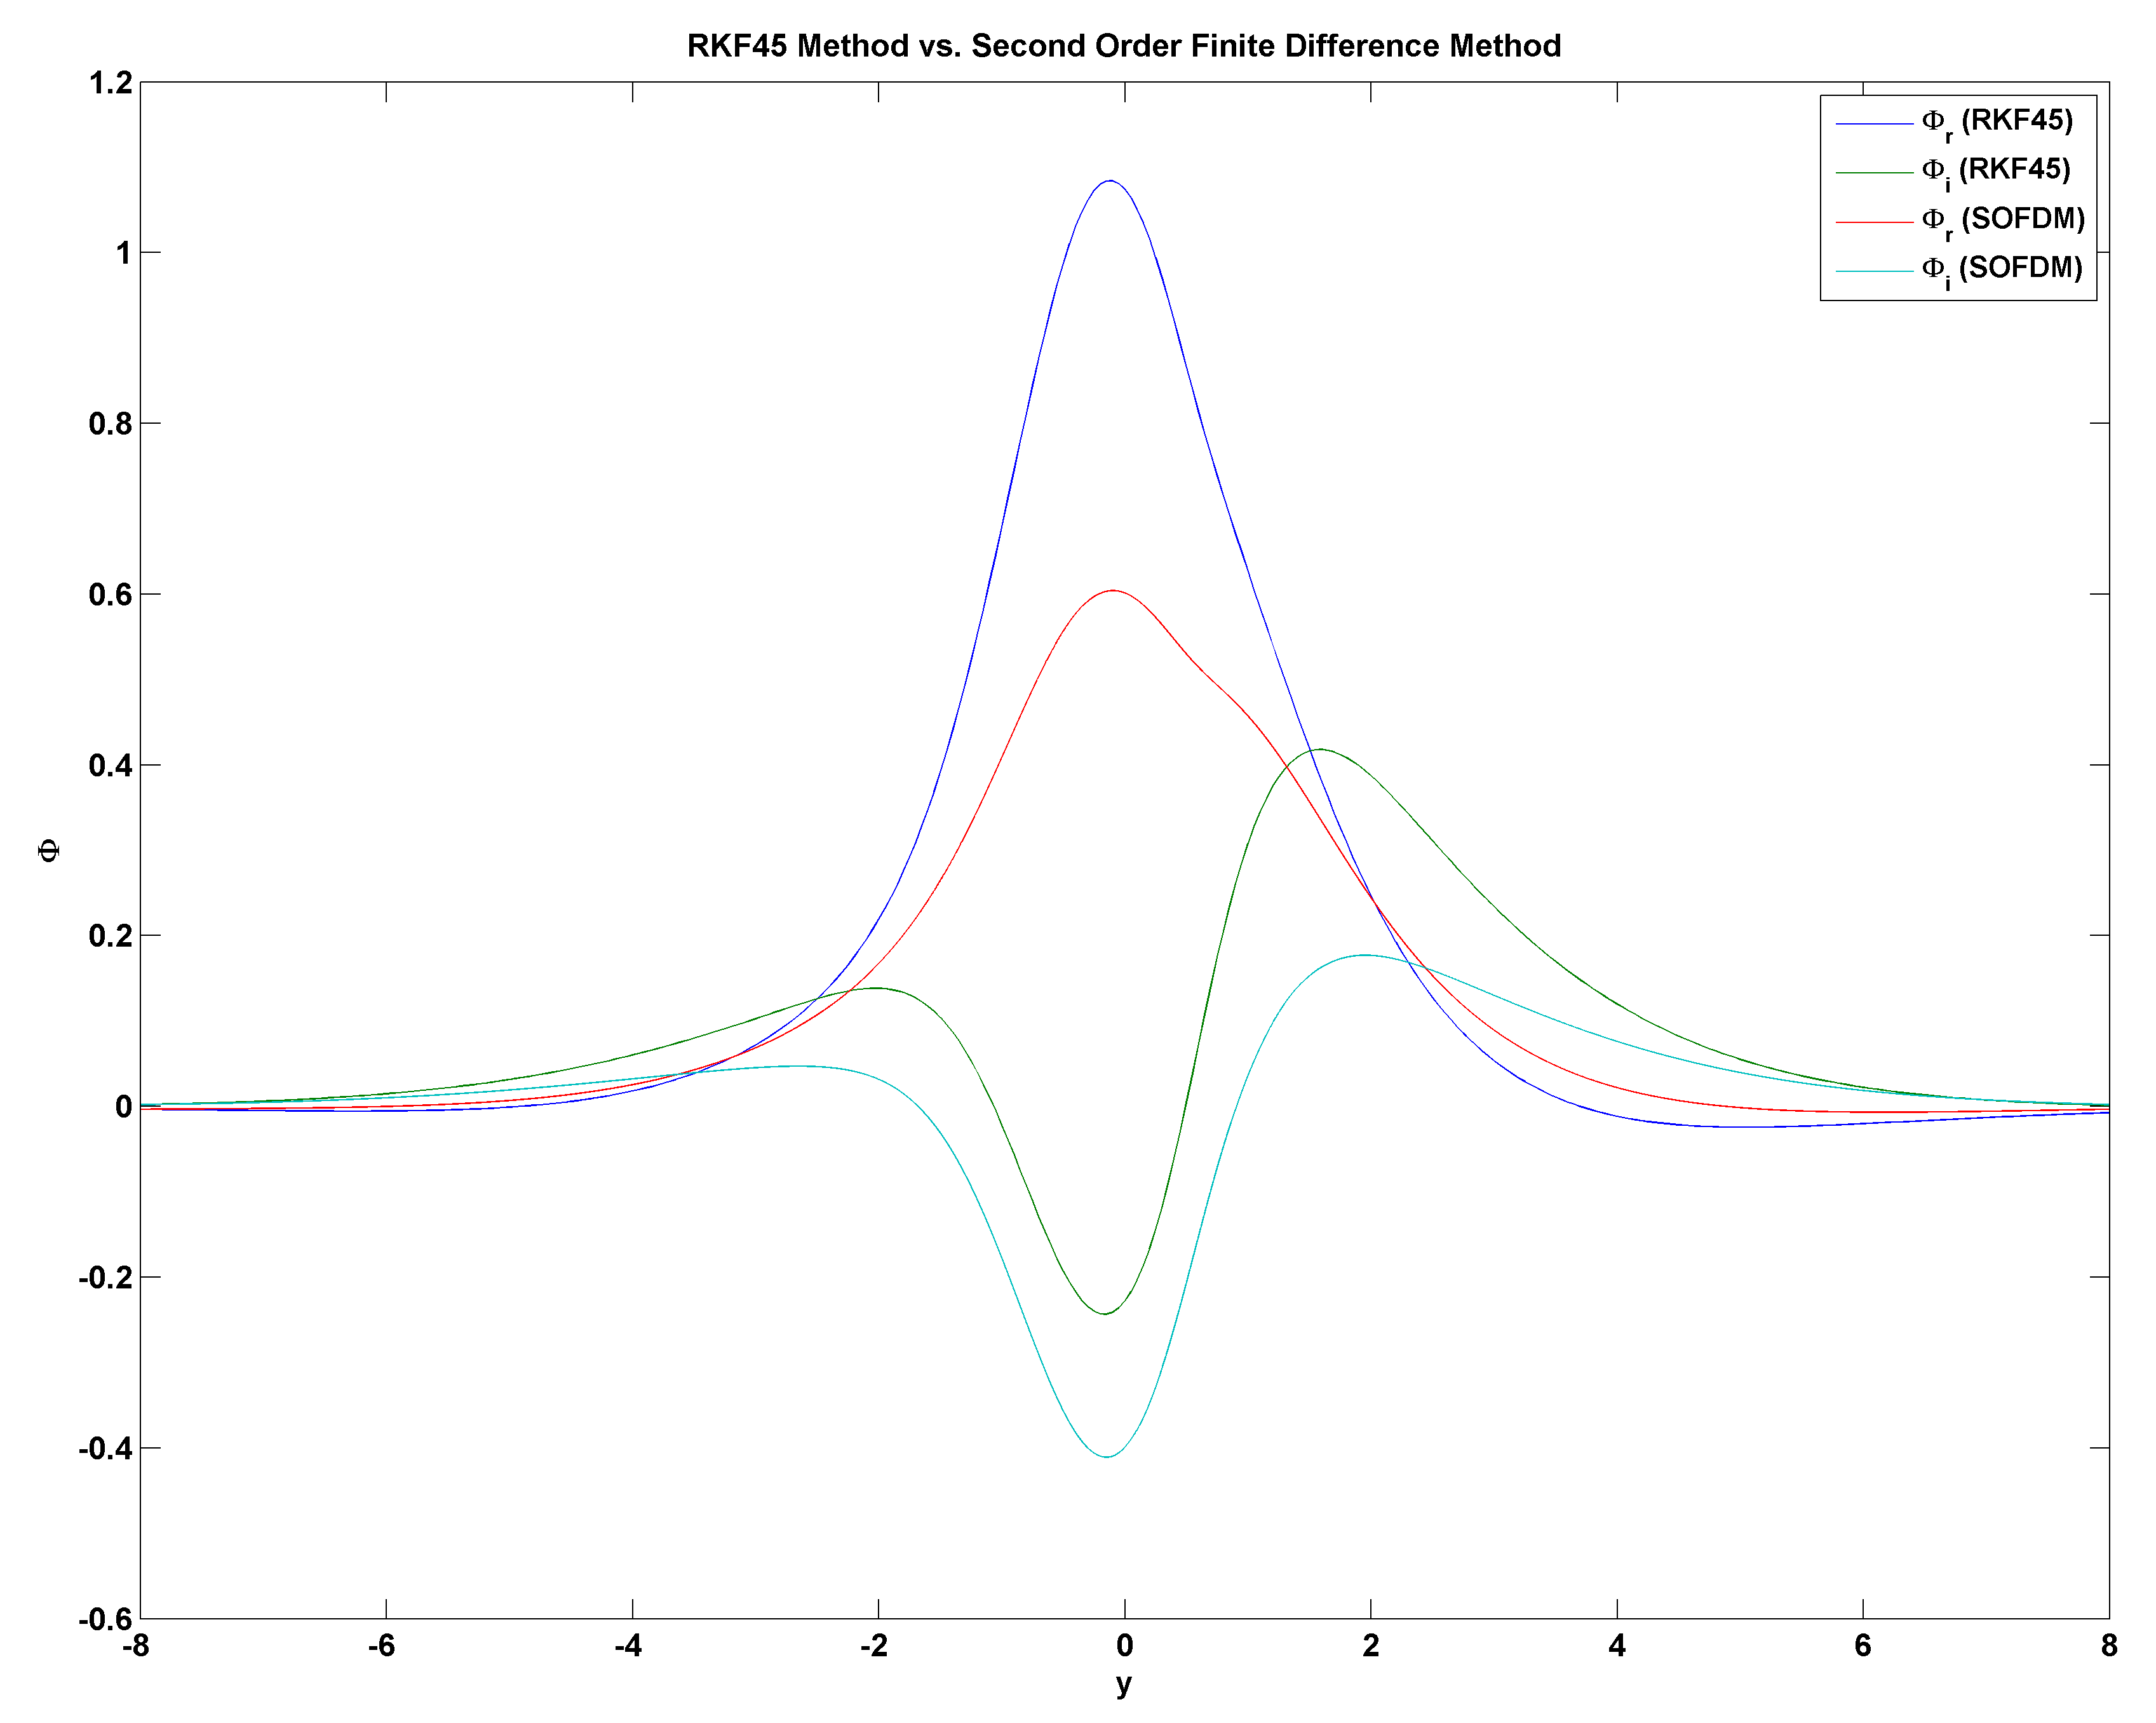 RKF45 Method vs. Second Order Finite Difference Method
1.2
1
0.8
0.6
0.4
0.2
0
-0.2
-0.4
-0.6
Φ
Φr (RKF45)
Φi (RKF45)
Φr (SOFDM)
Φi (SOFDM)
-8 -6 -4 -2 0 2 4 6 8
y